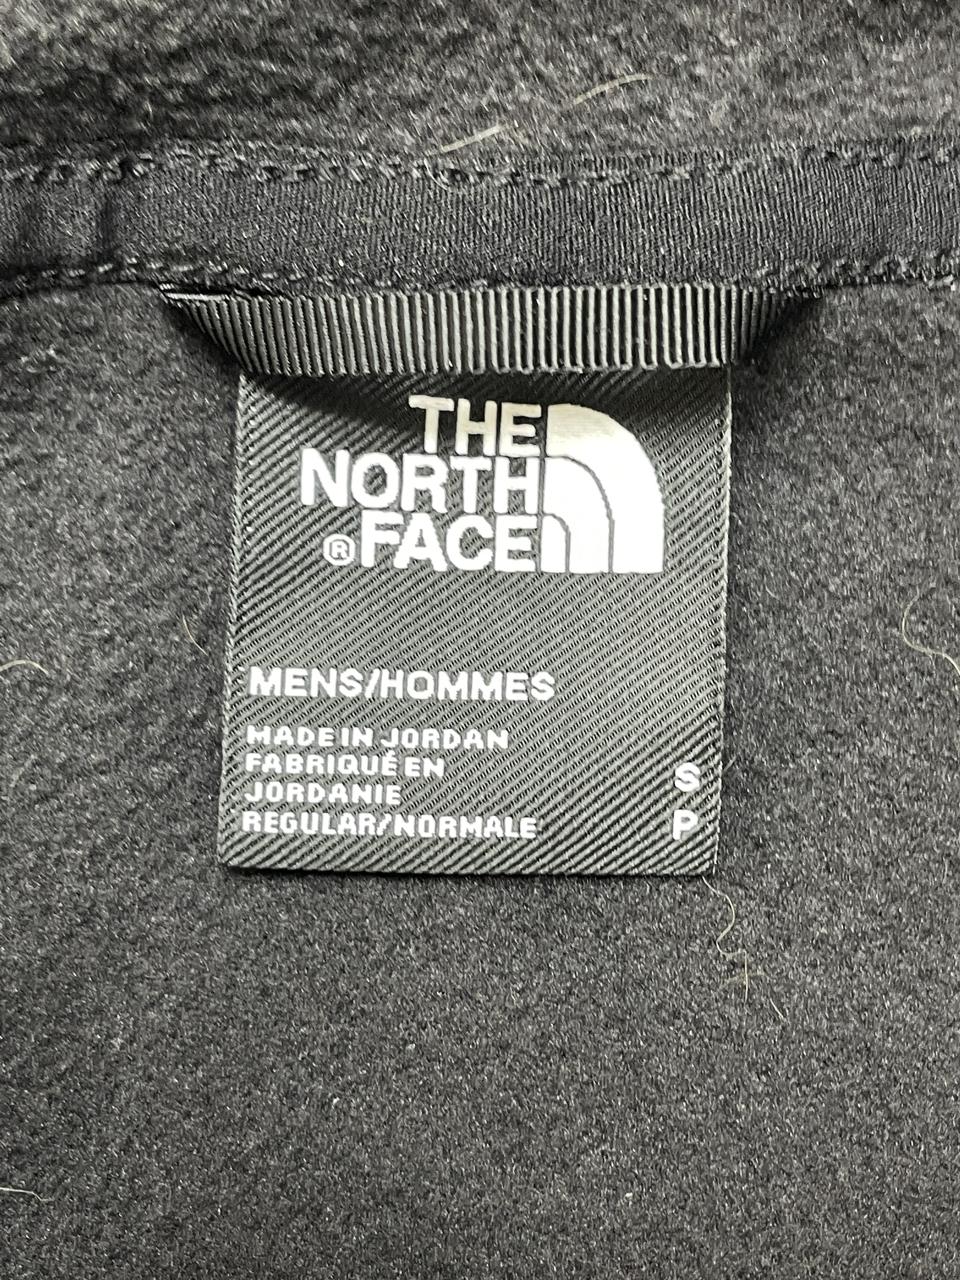 THE
NORTH
®FACE
MENS/HOMMES
MADE IN JORDAN
FABRIQUÉ EN
JORDANIE
REGULAR/NORMALE
S
P